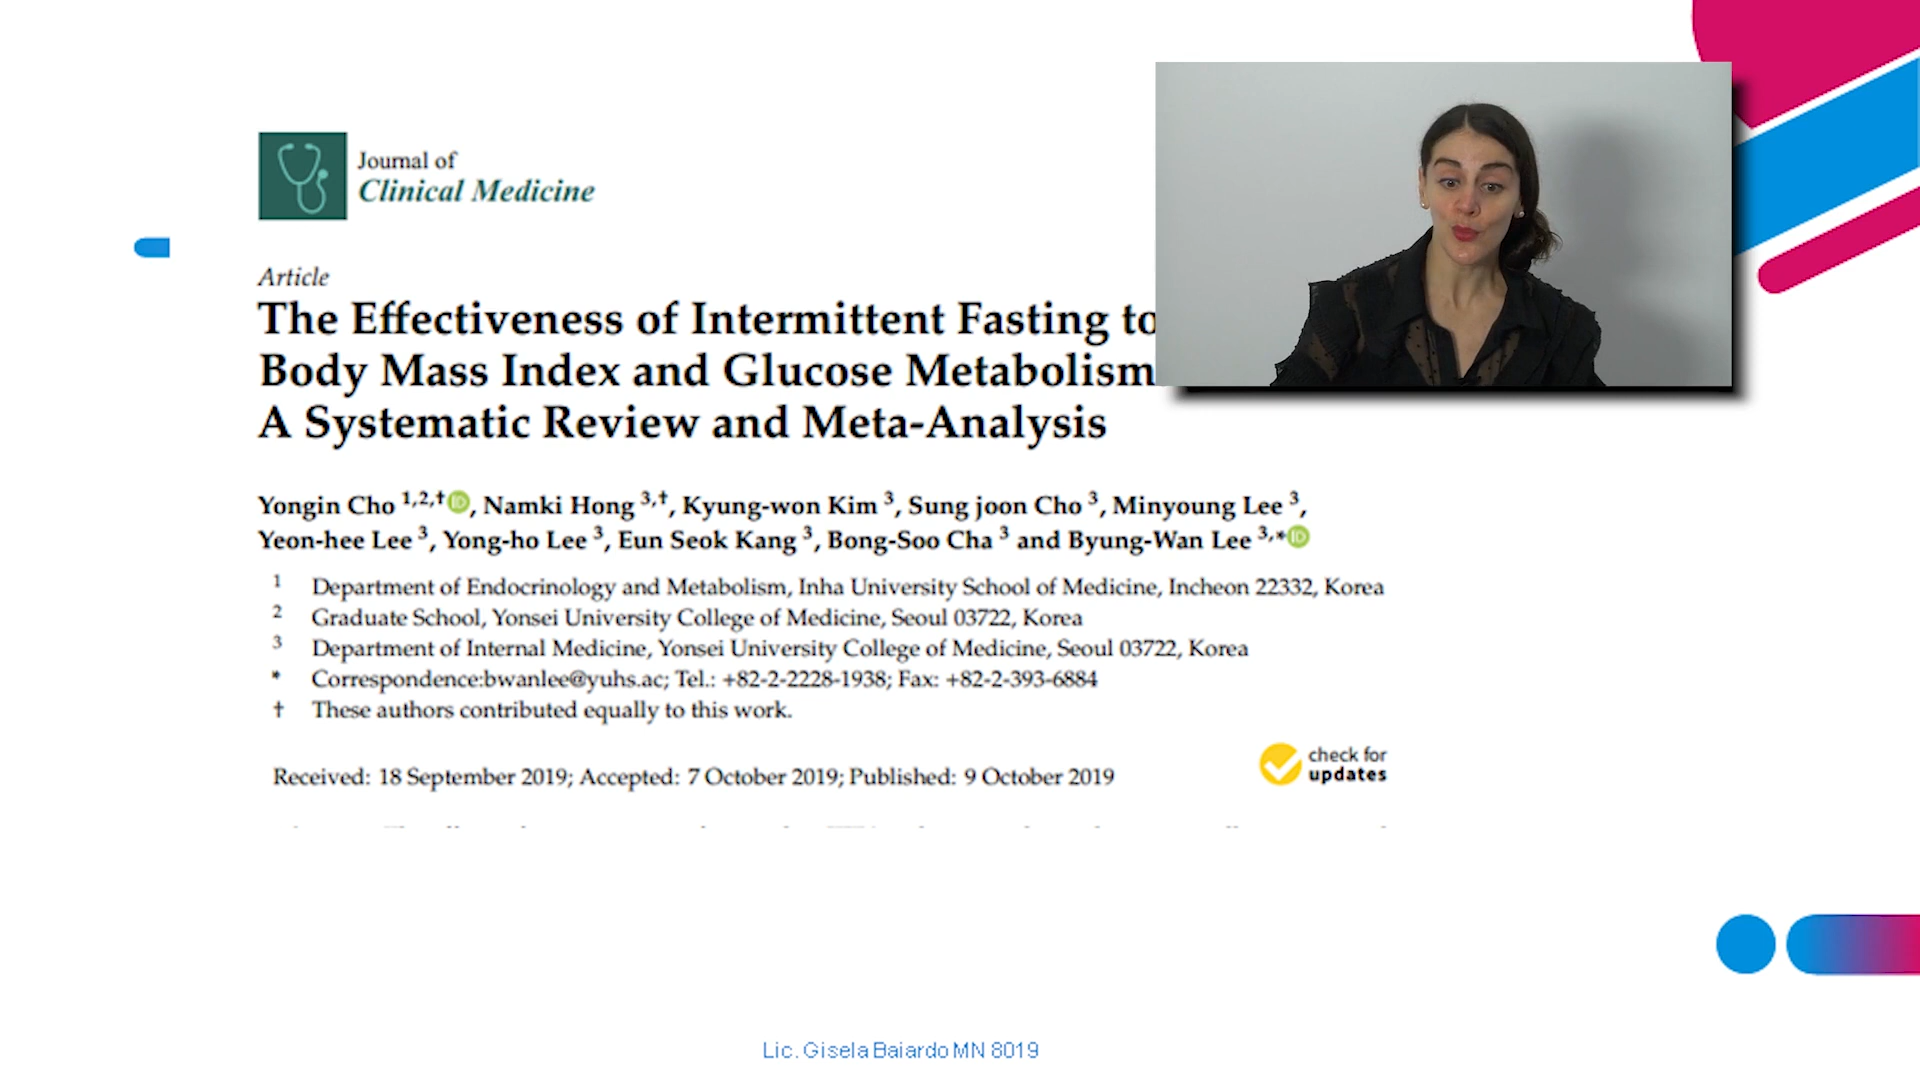 Journal of
Clinical Medicine
Article
The Effectiveness of Intermittent Fasting to
Body Mass Index and Glucose Metabolism
A Systematic Review and Meta-Analysis
Yongin Cho 1,2,†, Namki Hong 3,†, Kyung-won Kim 3, Sung joon Cho 3, Minyoung Lee 3,
Yeon-hee Lee 3, Yong-ho Lee 3, Eun Seok Kang 3, Bong-Soo Cha 3 and Byung-Wan Lee 3,*
1 Department of Endocrinology and Metabolism, Inha University School of Medicine, Incheon 22332, Korea
2 Graduate School, Yonsei University College of Medicine, Seoul 03722, Korea
3 Department of Internal Medicine, Yonsei University College of Medicine, Seoul 03722, Korea
* Correspondence:bwanlee@yuhs.ac; Tel.: +82-2-2228-1938; Fax: +82-2-393-6884
† These authors contributed equally to this work.
Received: 18 September 2019; Accepted: 7 October 2019; Published: 9 October 2019
check for
updates
Lic. Gisela Baiardo MN 8019